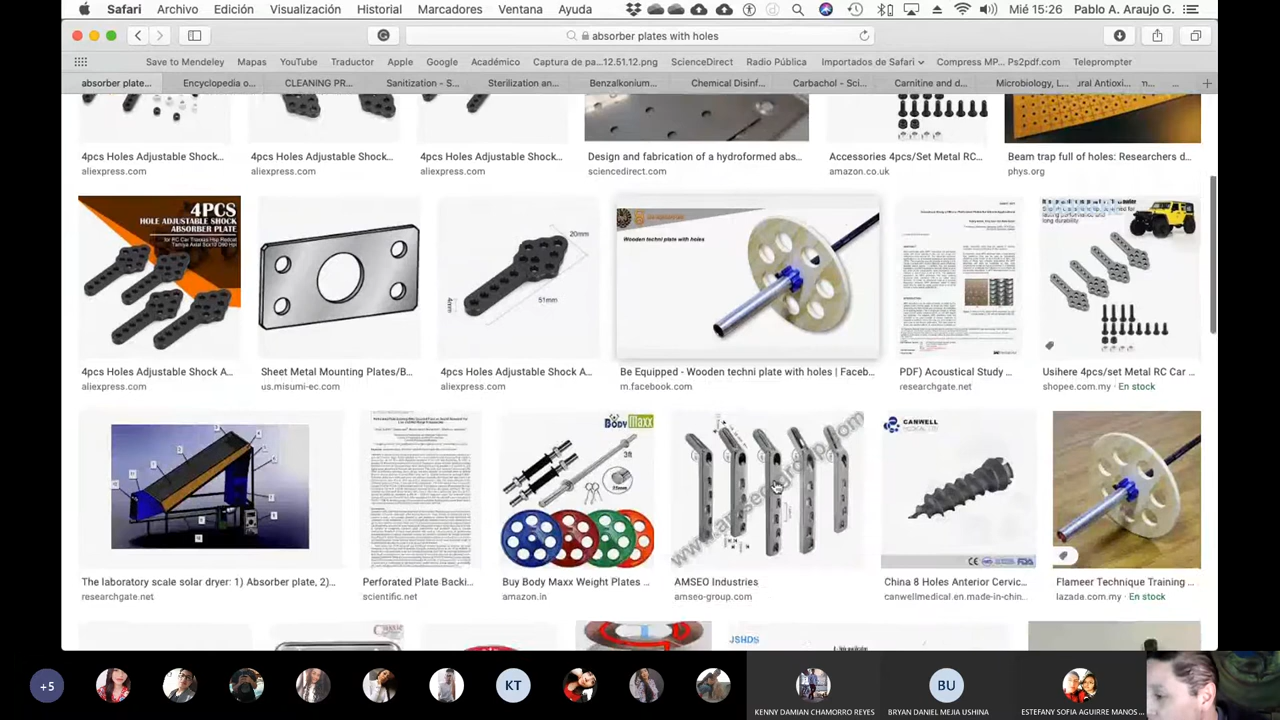 Safari Archivo Edición Visualización Historial Marcadores Ventana Ayuda Mié 15:26 Pablo A. Araujo G.
absorber plates with holes
Save to Mendeley Mapas YouTube Traductor Apple Google Académico Captura de pa...12.51.12.png ScienceDirect Radio Pública Importados de Safari Compress MP... Ps2pdf.com Teleprompter
absorber plate... Encyclopedia o... CLEANING PR... Sanitization - S... Sterilization an... Benzalkonium... Chemical Disinf... Carbachol - Sci... Carnitine and d... Microbiology, L... ural Antioxi... m... ...
4pcs Holes Adjustable Shock... 4pcs Holes Adjustable Shock... 4pcs Holes Adjustable Shock... Design and fabrication of a hydroformed abs... Accessories 4pcs/Set Metal RC... Beam trap full of holes: Researchers d...
aliexpress.com aliexpress.com aliexpress.com sciencedirect.com amazon.co.uk phys.org
4PCS
HOLE ADJUSTABLE SHOCK
ABSORBER PLATE
20mm
51mm
Wooden techni plate with holes
4pcs Holes Adjustable Shock A... Sheet Metal Mounting Plates/B... 4pcs Holes Adjustable Shock A... Be Equipped - Wooden techni plate with holes | Faceb... PDF) Acoustical Study ... Usihere 4pcs/set Metal RC Car ...
aliexpress.com us.misumi-ec.com aliexpress.com m.facebook.com researchgate.net shopee.com.my · En stock
BODYMAXX
3ft
CANWELL
The laboratory scale solar dryer: 1) Absorber plate, 2)... Perforated Plate Backi... Buy Body Maxx Weight Plates ... AMSEO Industries China 8 Holes Anterior Cervic... Flameer Technique Training ...
researchgate.net scientific.net amazon.in amseo-group.com canwellmedical.en.made-in-chin... lazada.com.my · En stock
JSHDS
+5 KT BU
KENNY DAMIAN CHAMORRO REYES BRYAN DANIEL MEJIA USHINA ESTEFANY SOFIA AGUIRRE MANOS ...